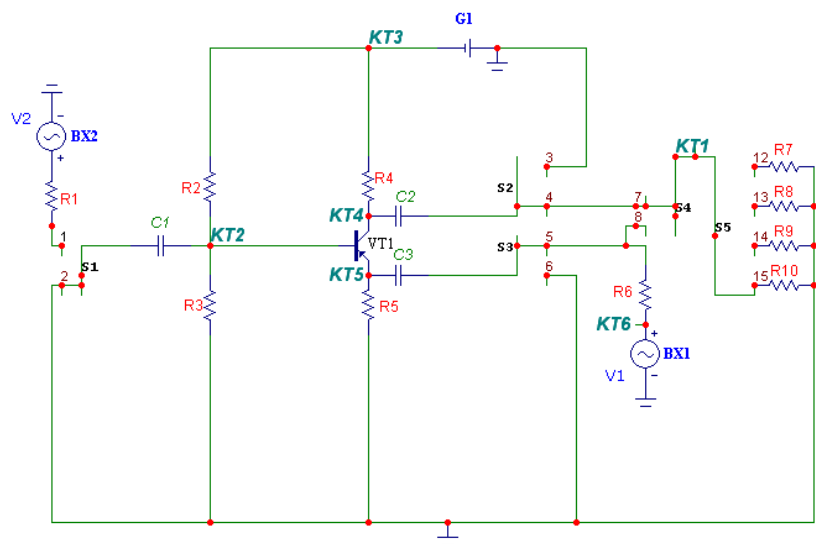 G1
KT3
V2
−
BX2
+
R1
R2
R4
C2
C1
KT4
KT2
VT1
KT5
C3
R3
R5
1
2
S1
S2
3
4
S3
5
6
7
8
S4
KT1
S5
12
R7
13
R8
14
R9
15
R10
R6
KT6
+
BX1
V1
−